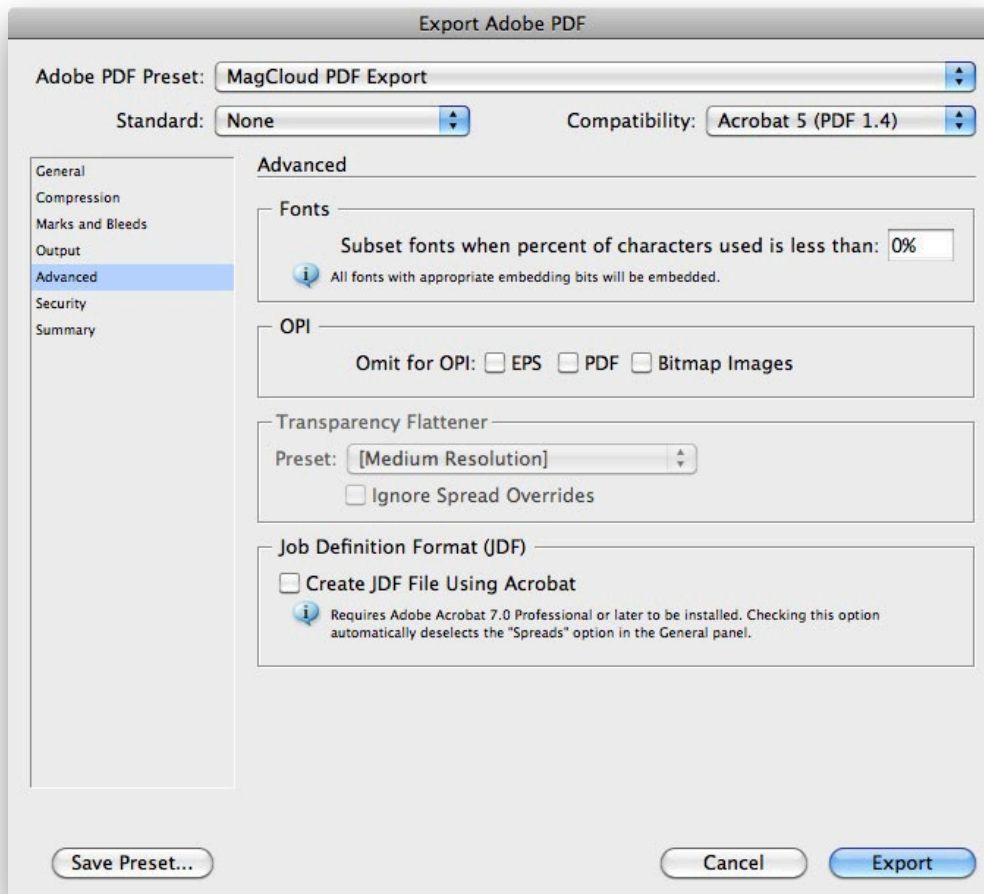 Export Adobe PDF
Adobe PDF Preset: MagCloud PDF Export
Standard: None Compatibility: Acrobat 5 (PDF 1.4)
General
Compression
Marks and Bleeds
Output
Advanced
Security
Summary
Advanced
Fonts
Subset fonts when percent of characters used is less than: 0%
All fonts with appropriate embedding bits will be embedded.
OPI
Omit for OPI: EPS PDF Bitmap Images
Transparency Flattener
Preset: [Medium Resolution]
Ignore Spread Overrides
Job Definition Format (JDF)
Create JDF File Using Acrobat
Requires Adobe Acrobat 7.0 Professional or later to be installed. Checking this option
automatically deselects the "Spreads" option in the General panel.
Save Preset... Cancel Export